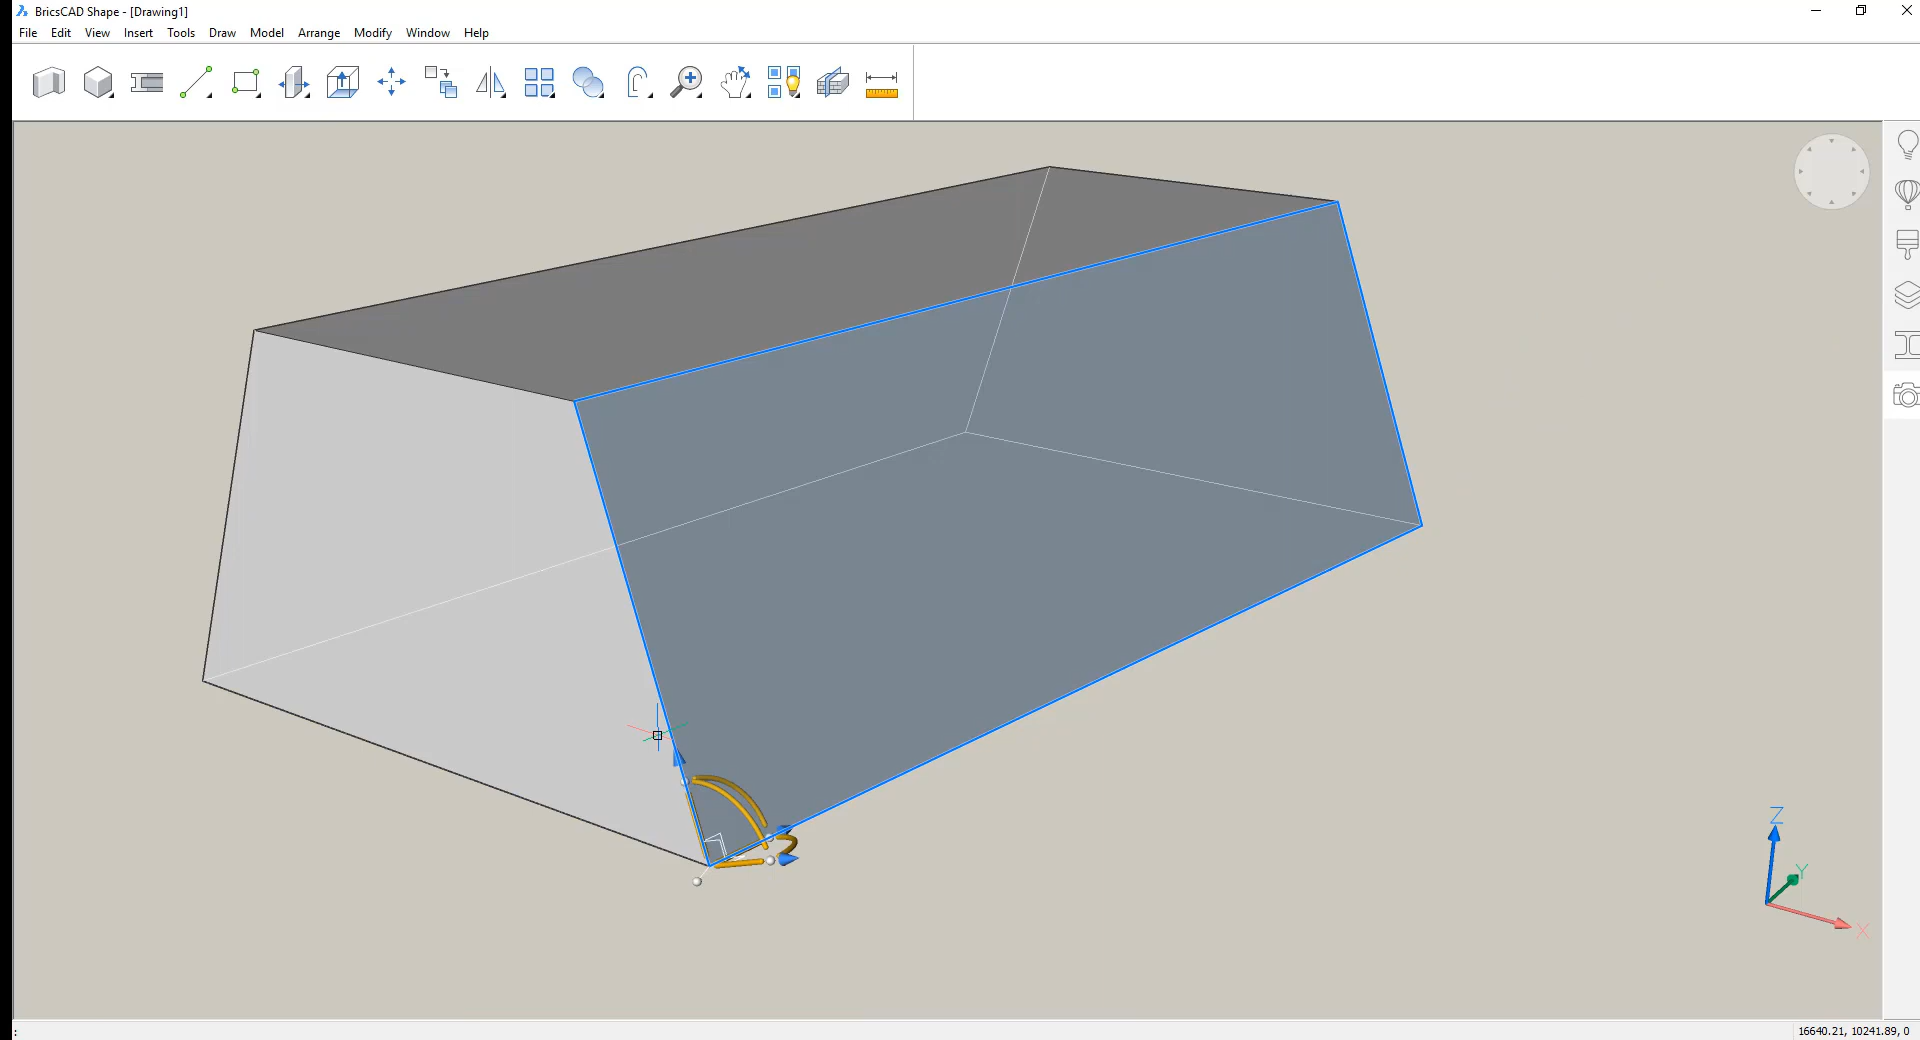 BricsCAD Shape - [Drawing1]
File Edit View Insert Tools Draw Model Arrange Modify Window Help
Z
Y
X
:
16640.21, 10241.89, 0